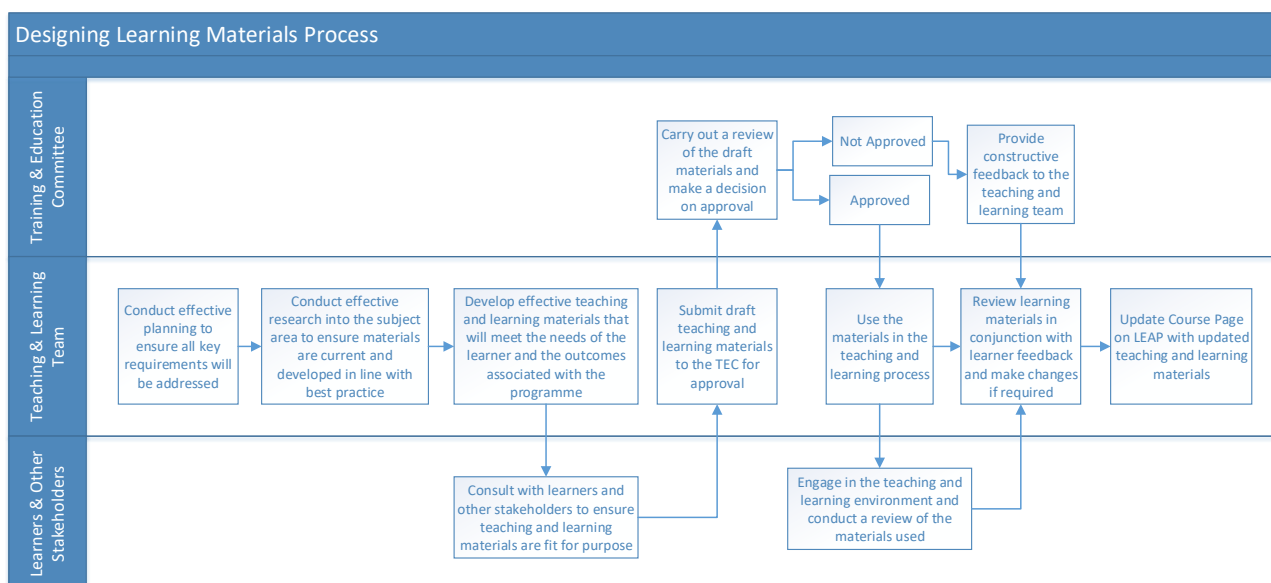 Designing Learning Materials Process
Training & Education
Committee
Carry out a review
of the draft
materials and
make a decision
on approval
Not Approved
Approved
Provide
constructive
feedback to the
teaching and
learning team
Teaching & Learning
Team
Conduct effective
planning to
ensure all key
requirements will
be addressed
Conduct effective
research into the subject
area to ensure materials
are current and
developed in line with
best practice
Develop effective teaching
and learning materials that
will meet the needs of the
learner and the outcomes
associated with the
programme
Submit draft
teaching and
learning materials
to the TEC for
approval
Use the
materials in the
teaching and
learning process
Review learning
materials in
conjunction with
learner feedback
and make changes
if required
Update Course Page
on LEAP with updated
teaching and learning
materials
Learners & Other
Stakeholders
Consult with learners and
other stakeholders to ensure
teaching and learning
materials are fit for purpose
Engage in the teaching and
learning environment and
conduct a review of the
materials used